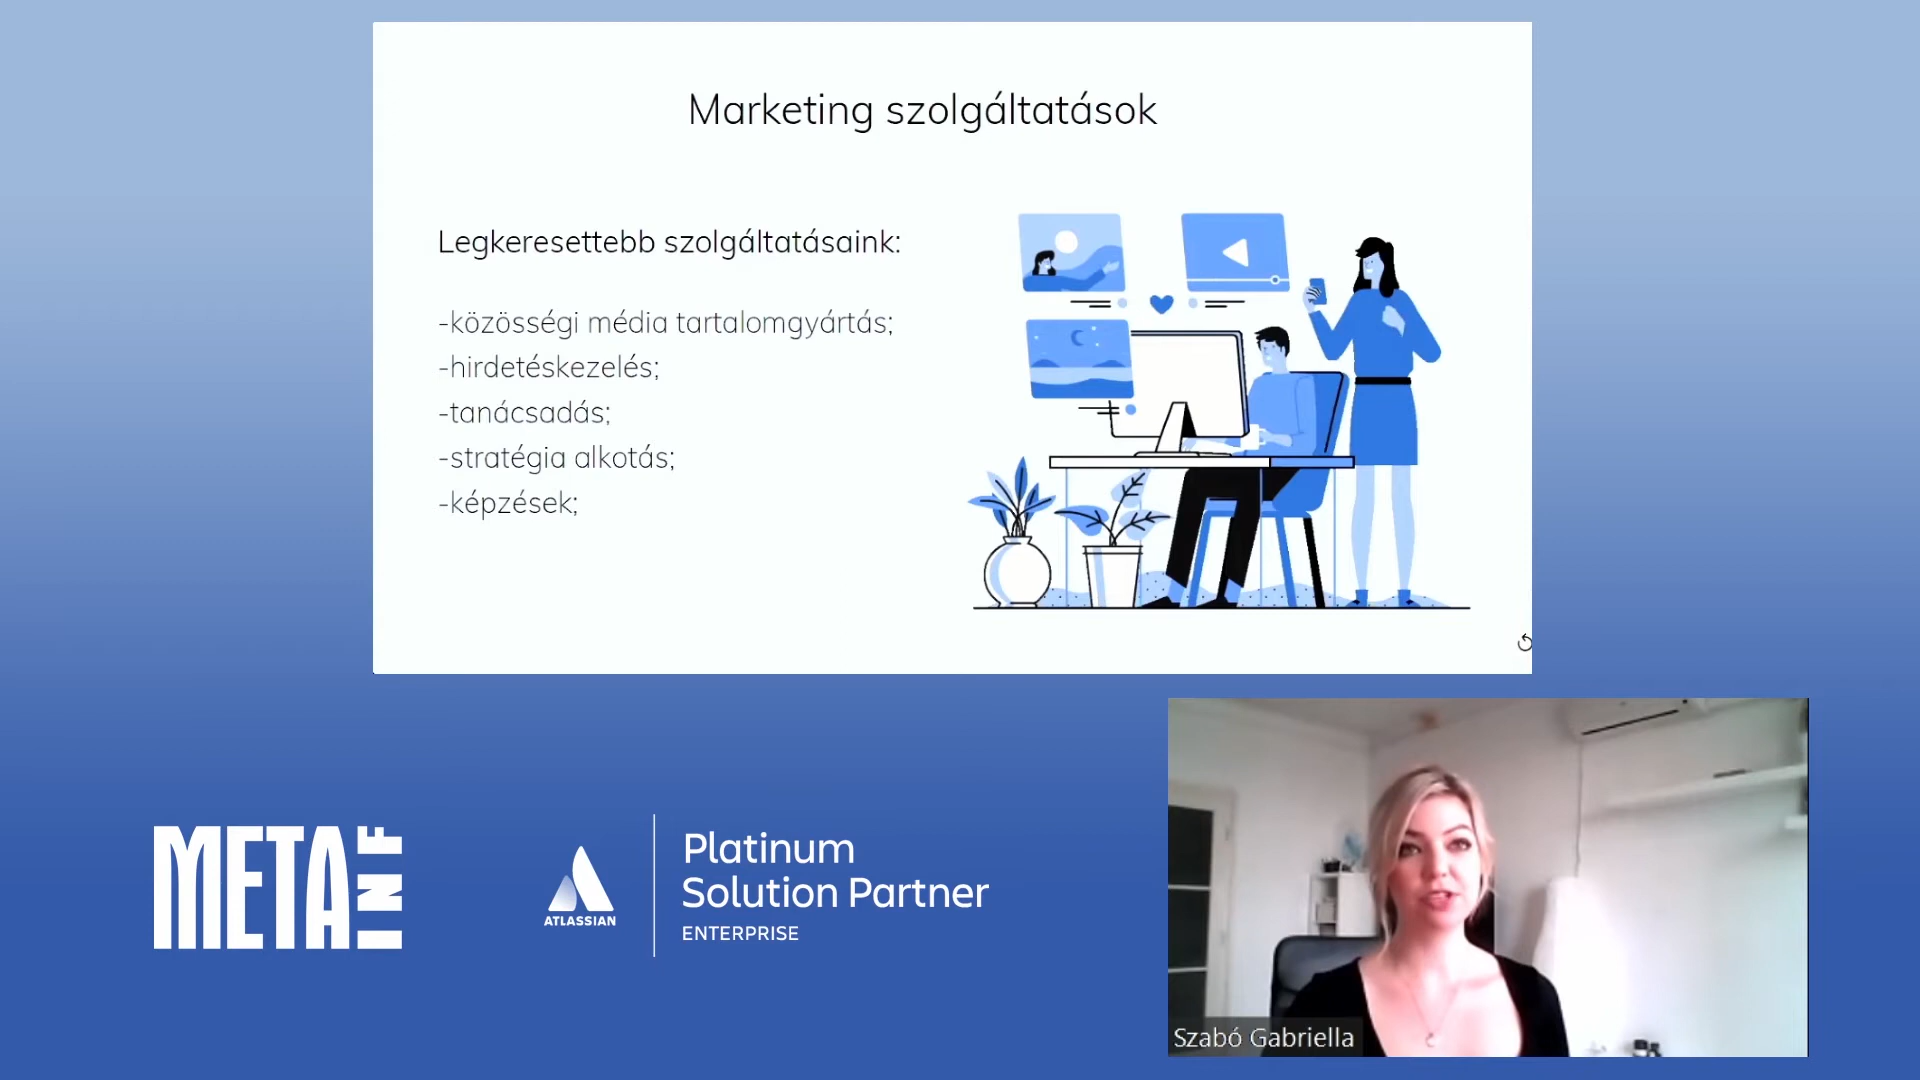 Marketing szolgáltatások
Legkeresettebb szolgáltatásaink:
-közösségi média tartalomgyártás;
-hirdetéskezelés;
-tanácsadás;
-stratégia alkotás;
-képzések;
META INF
ATLASSIAN
Platinum
Solution Partner
ENTERPRISE
Szabó Gabriella